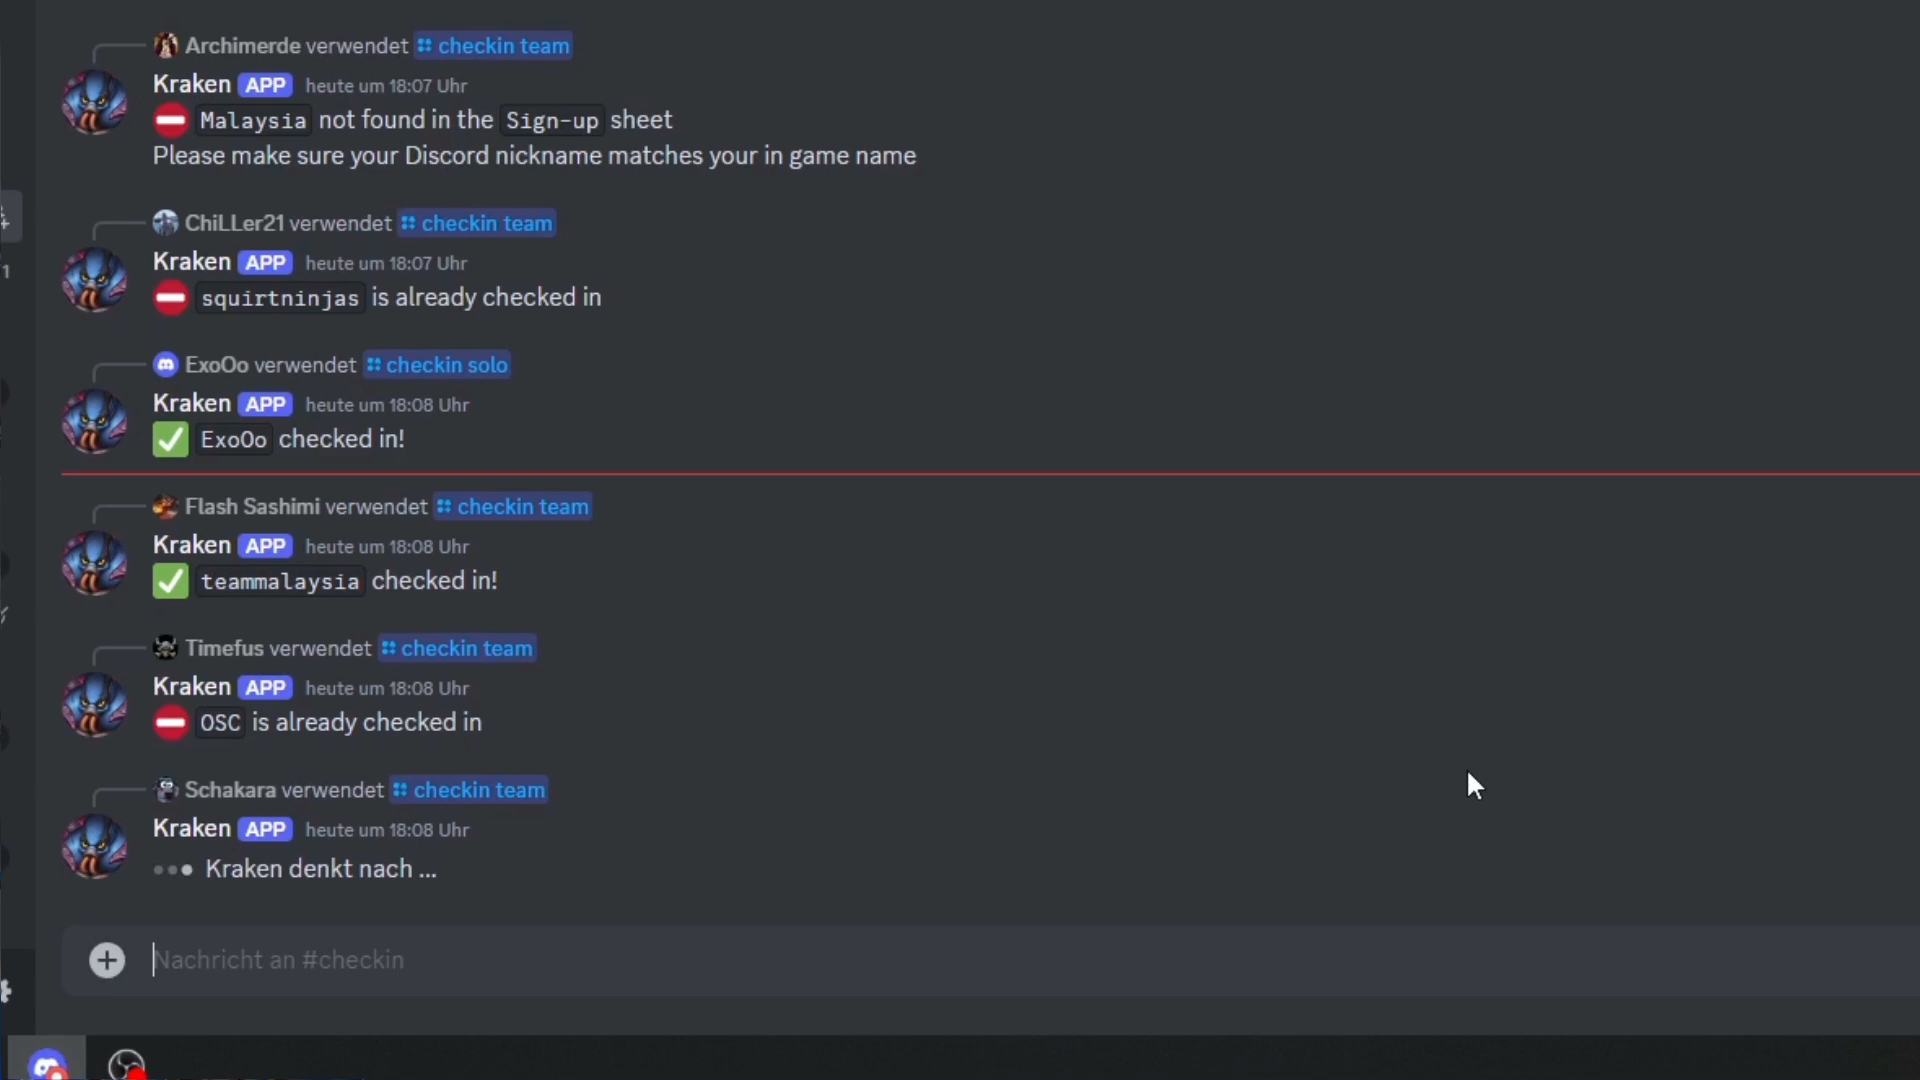 Archimerde verwendet checkin team
Kraken APP heute um 18:07 Uhr
Malaysia not found in the Sign-up sheet
Please make sure your Discord nickname matches your in game name
ChiLLer21 verwendet checkin team
Kraken APP heute um 18:07 Uhr
squirtninjas is already checked in
ExoOo verwendet checkin solo
Kraken APP heute um 18:08 Uhr
ExoOo checked in!
Flash Sashimi verwendet checkin team
Kraken APP heute um 18:08 Uhr
teammalaysia checked in!
Timefus verwendet checkin team
Kraken APP heute um 18:08 Uhr
OSC is already checked in
Schakara verwendet checkin team
Kraken APP heute um 18:08 Uhr
Kraken denkt nach ...
Nachricht an #checkin